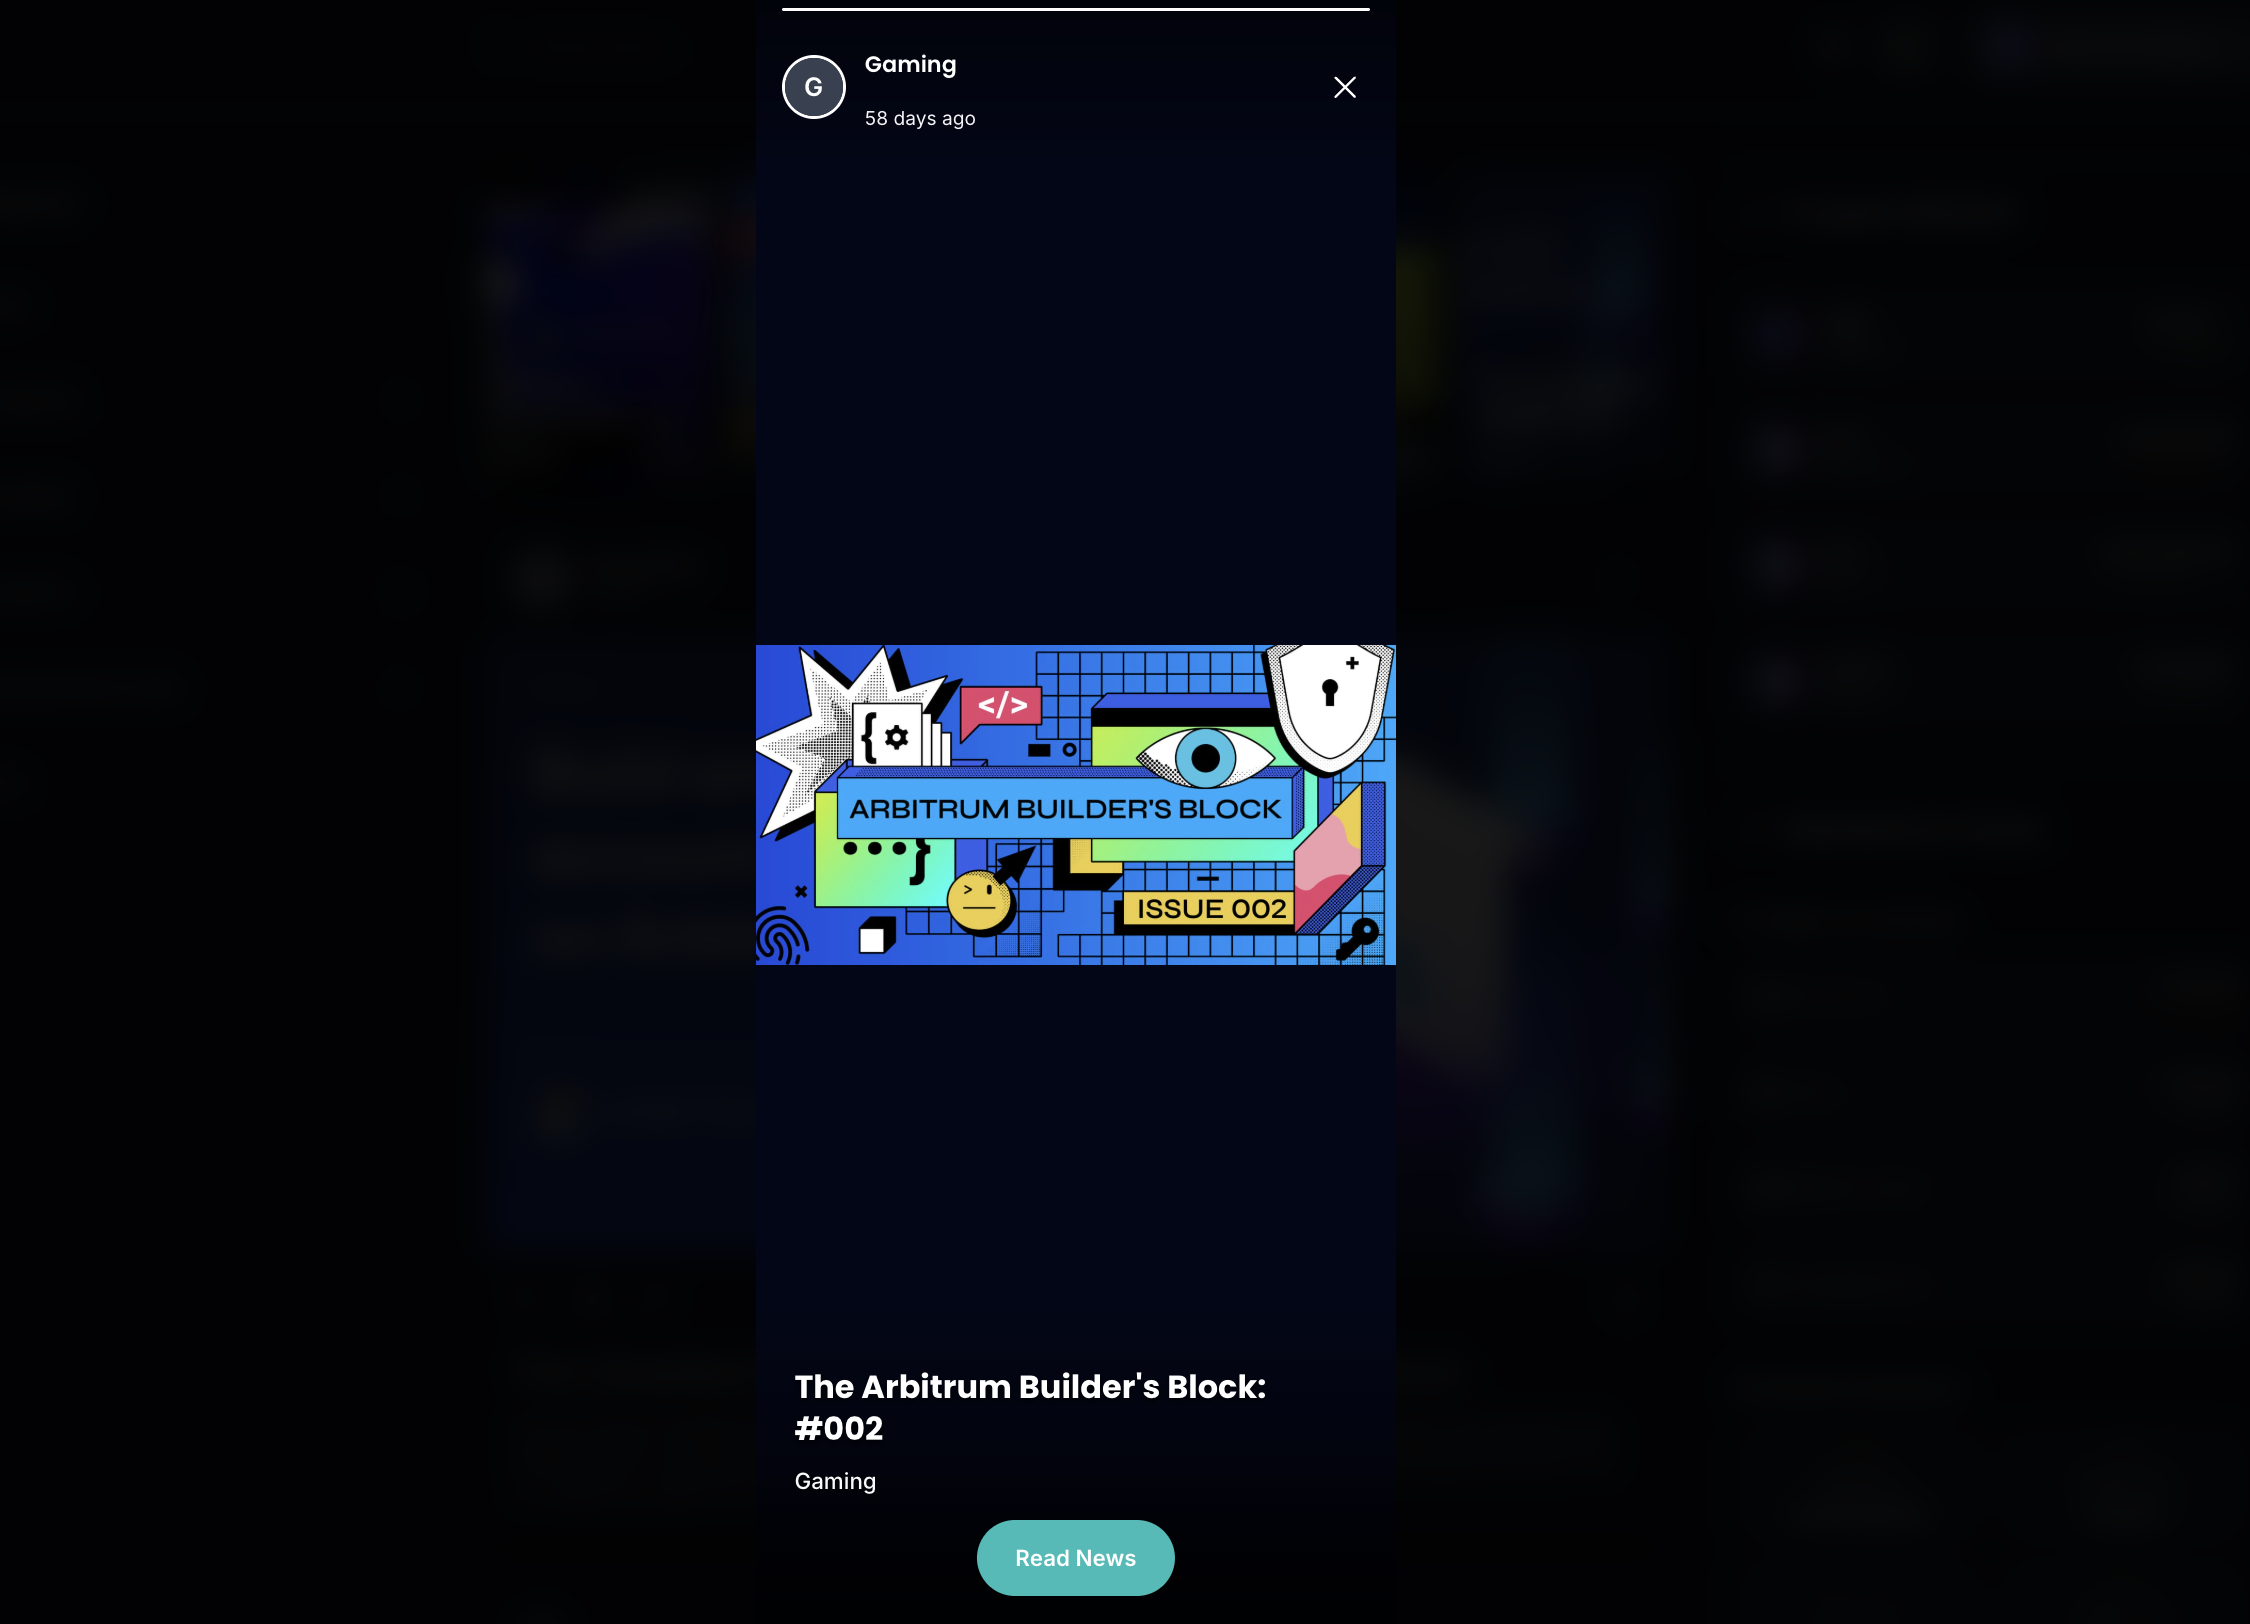 G
Gaming
58 days ago
</>
{
ARBITRUM BUILDER'S BLOCK
}
ISSUE 002
The Arbitrum Builder's Block:
#002
Gaming
Read News